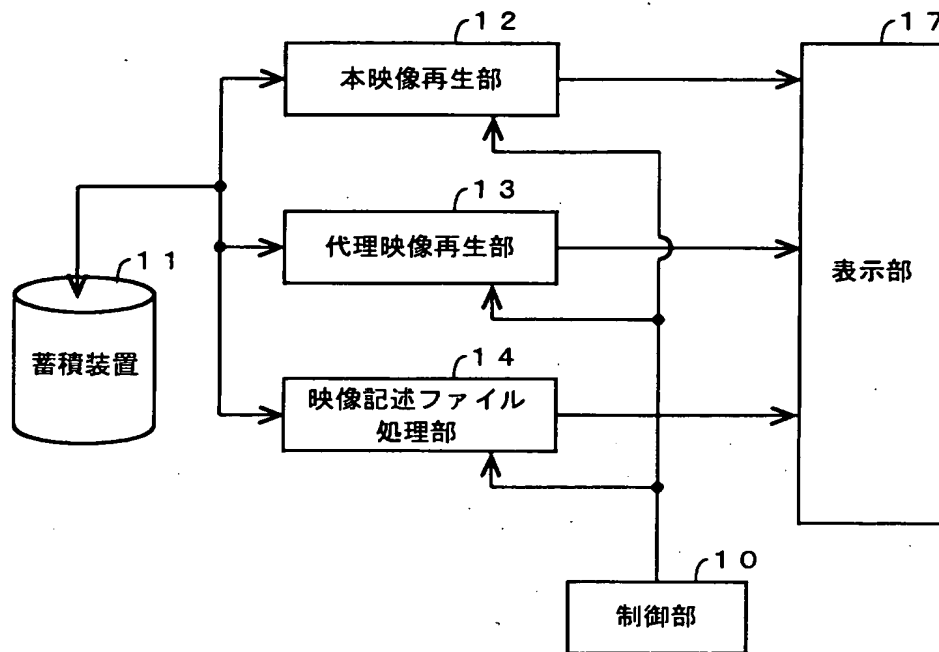 １２
本映像再生部
１７
１３
代理映像再生部
１１
蓄積装置
表示部
１４
映像記述ファイル
処理部
１０
制御部